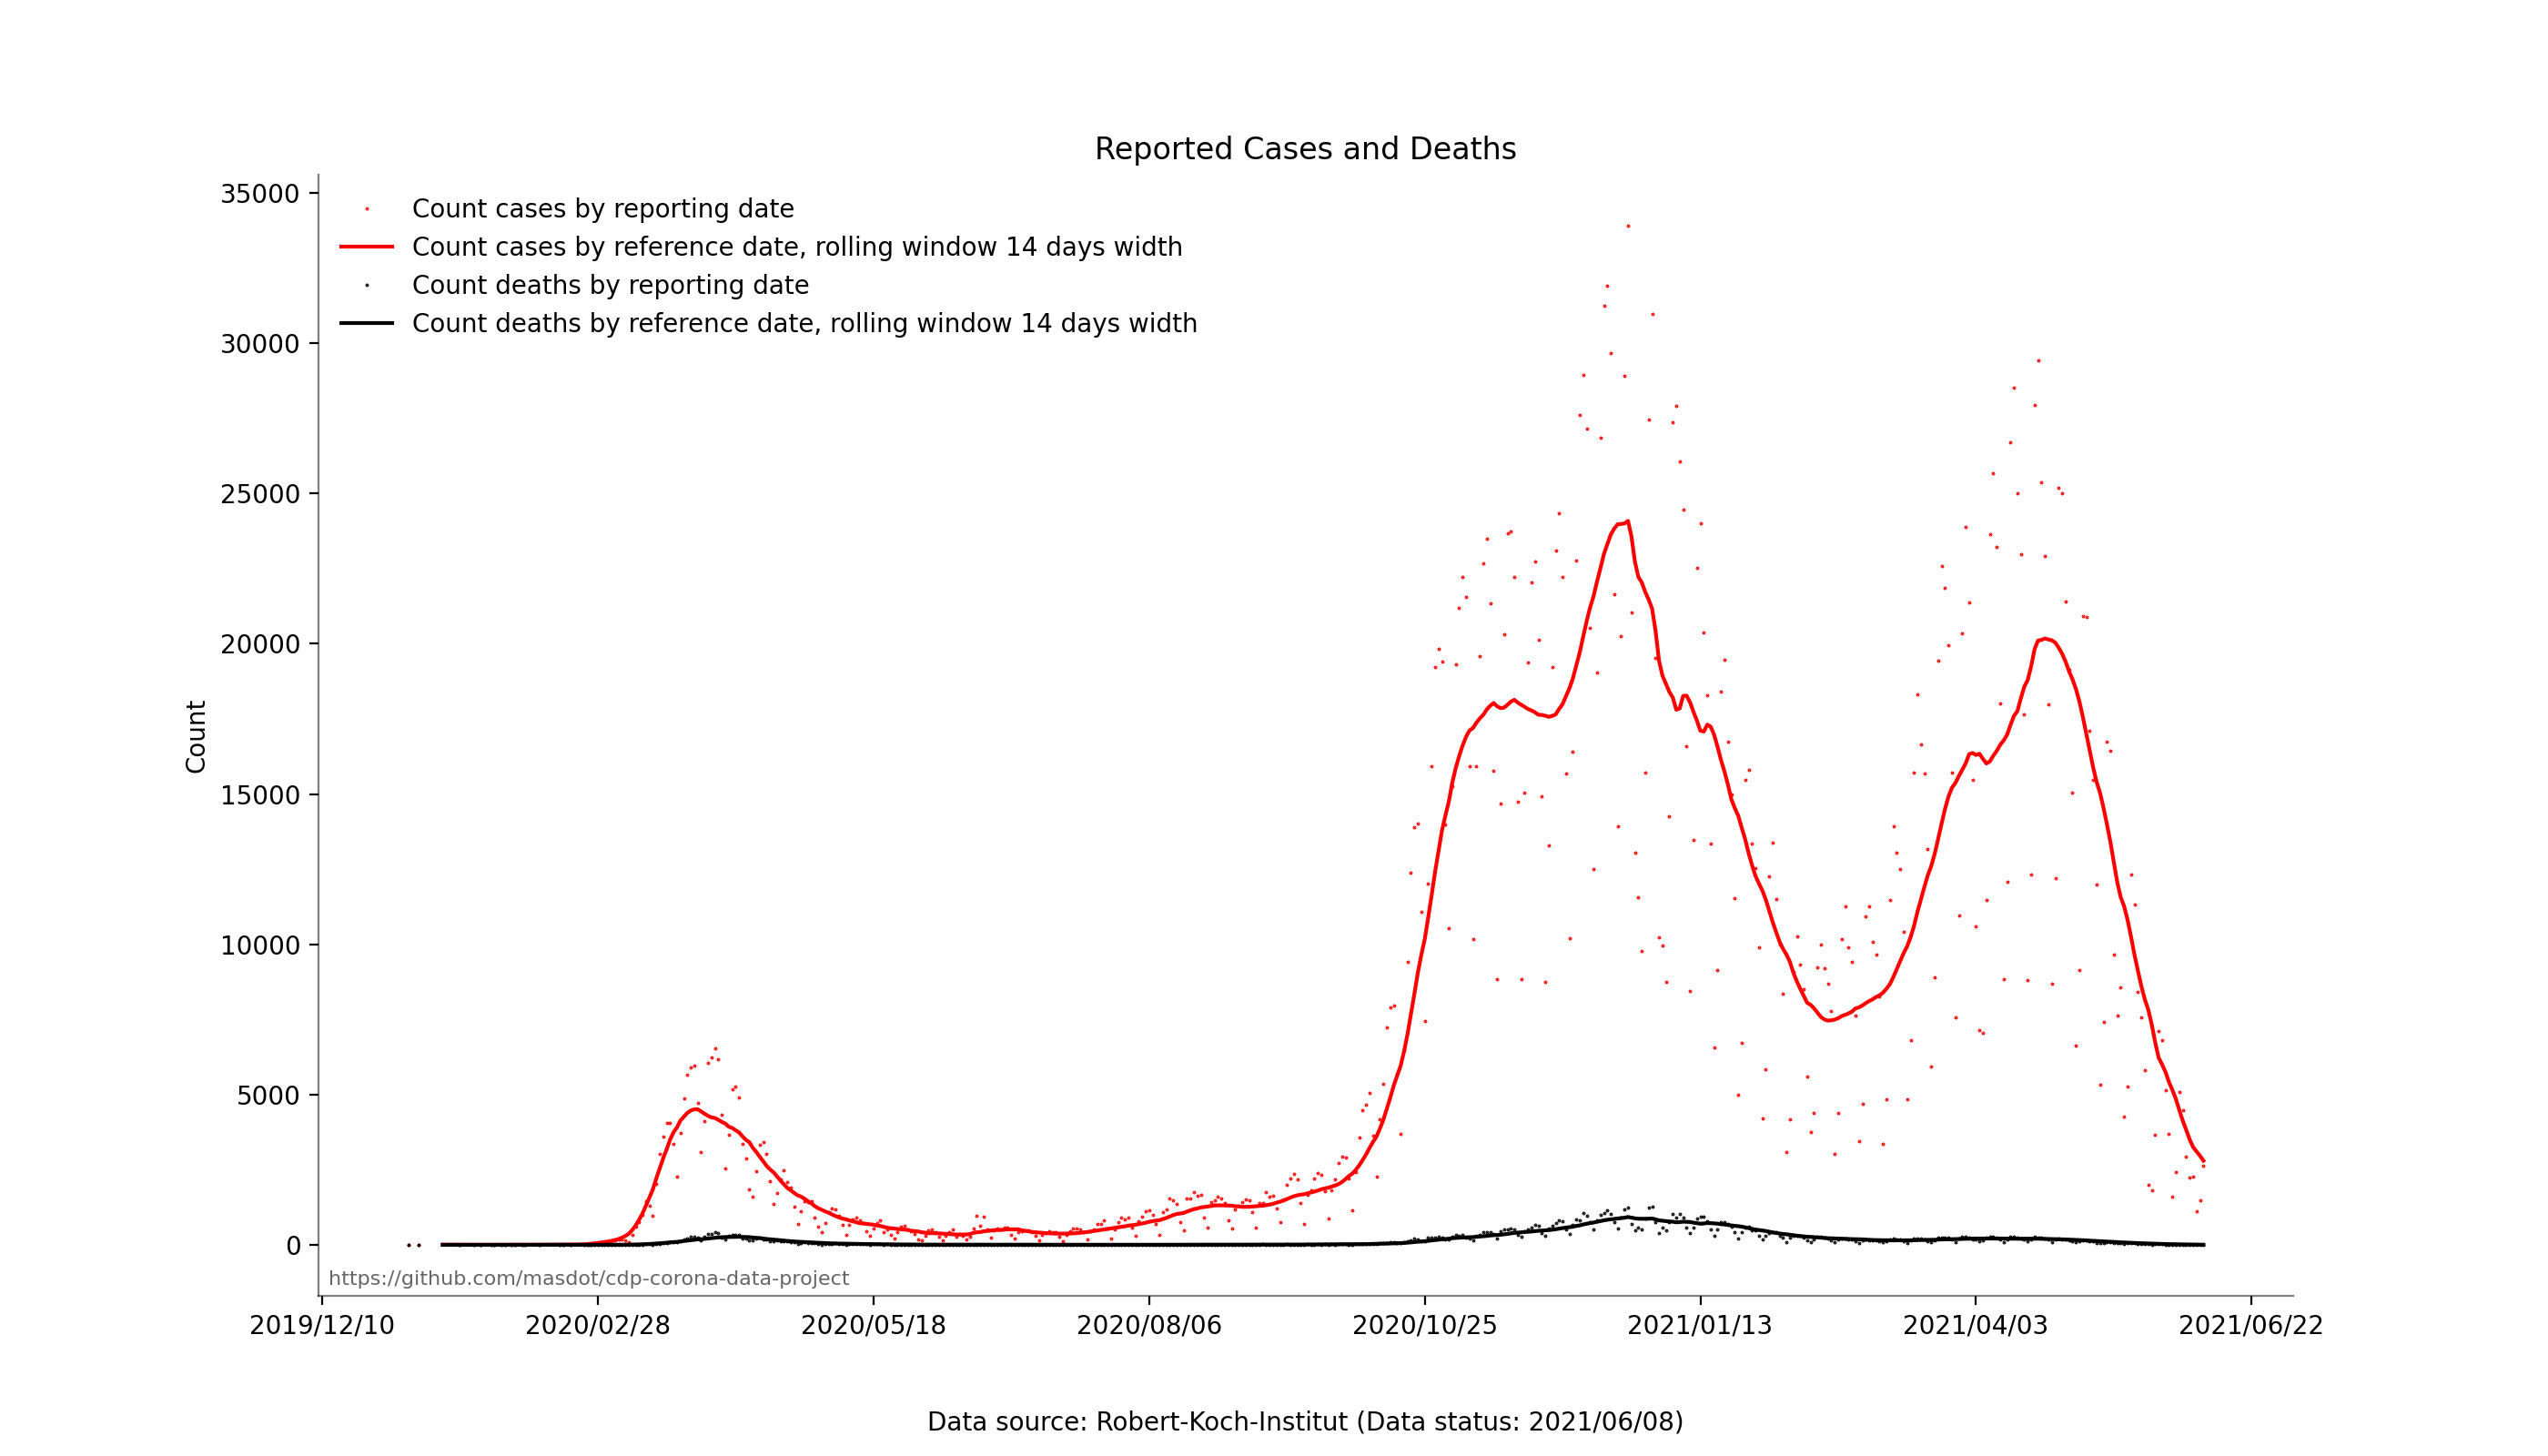 Reported Cases and Deaths
35000
30000
25000
20000
15000
10000
5000
0
Count
Count cases by reporting date
Count cases by reference date, rolling window 14 days width
Count deaths by reporting date
Count deaths by reference date, rolling window 14 days width
https://github.com/masdot/cdp-corona-data-project
2019/12/10 2020/02/28 2020/05/18 2020/08/06 2020/10/25 2021/01/13 2021/04/03 2021/06/22
Data source: Robert-Koch-Institut (Data status: 2021/06/08)